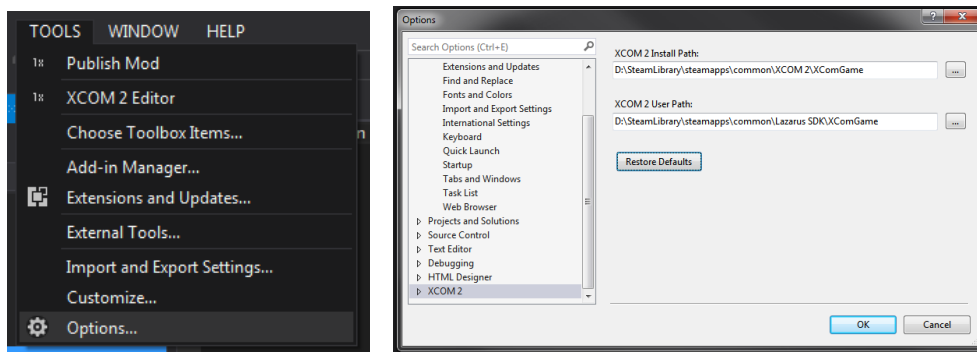 TOOLS WINDOW HELP
Publish Mod
XCOM 2 Editor
Choose Toolbox Items...
Add-in Manager...
Extensions and Updates...
External Tools...
Import and Export Settings...
Customize...
Options...
Options
Search Options (Ctrl+E)
Extensions and Updates
Find and Replace
Fonts and Colors
Import and Export Settings
International Settings
Keyboard
Quick Launch
Startup
Tabs and Windows
Task List
Web Browser
Projects and Solutions
Source Control
Text Editor
Debugging
HTML Designer
XCOM 2
XCOM 2 Install Path:
D:\SteamLibrary\steamapps\common\XCOM 2\XComGame
...
XCOM 2 User Path:
D:\SteamLibrary\steamapps\common\Lazarus SDK\XComGame
...
Restore Defaults
OK
Cancel